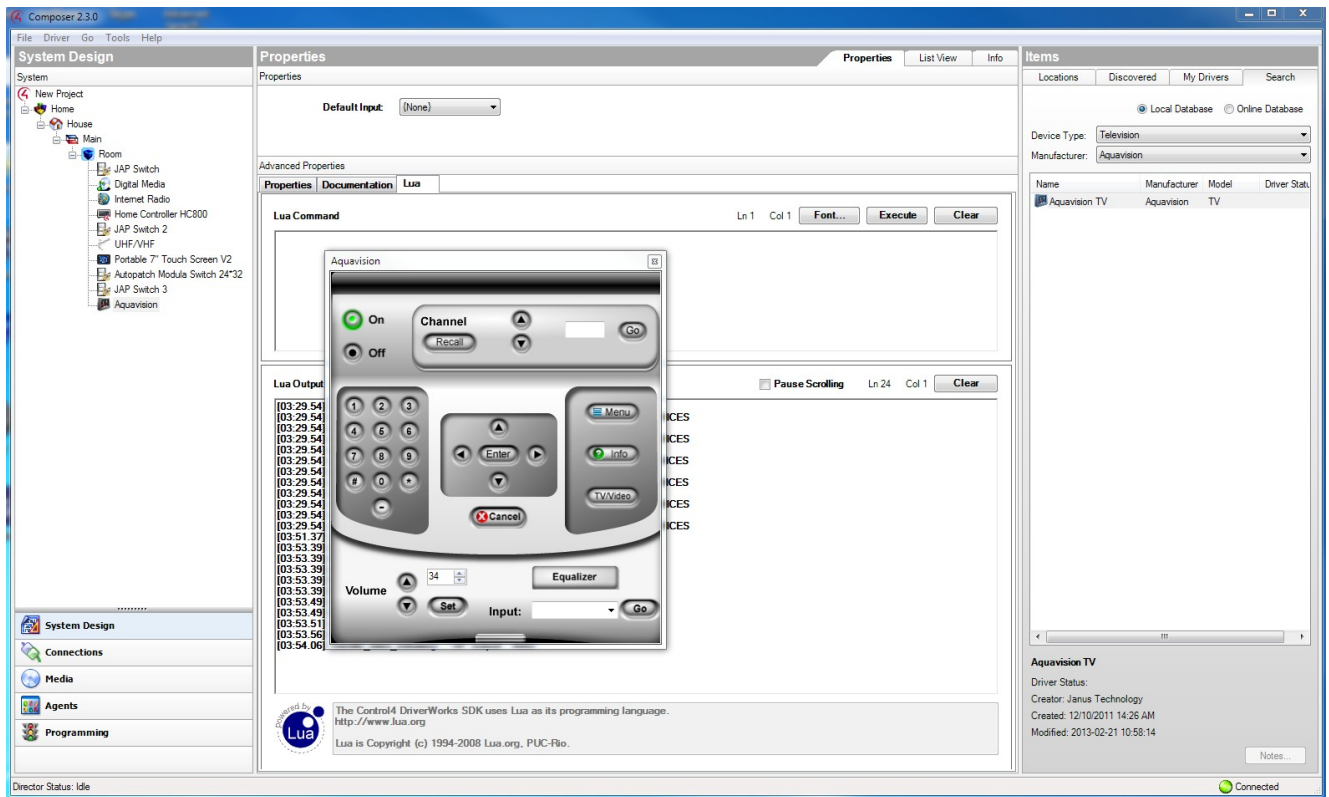 Composer 2.3.0
File Driver Go Tools Help
System Design
System
New Project
Home
House
Main
Room
JAP Switch
Digital Media
Internet Radio
Home Controller HC800
JAP Switch 2
UHF/VHF
Portable 7" Touch Screen V2
Autopatch Modula Switch 24*32
JAP Switch 3
Aquavision
System Design
Connections
Media
Agents
Programming
Properties
Properties List View Info
Properties
Default Input: {None}
Advanced Properties
Properties Documentation Lua
Lua Command Ln 1 Col 1 Font... Execute Clear
Aquavision
On
Off
Channel
Recall
Go
1 2 3
4 5 6
7 8 9
# 0 *
-
Enter
Cancel
Menu
Info
TV/Video
Volume
34
Set
Equalizer
Input:
Go
Lua Output Pause Scrolling Ln 24 Col 1 Clear
[03:29.54]
[03:29.54] ICES
[03:29.54]
[03:29.54] ICES
[03:29.54]
[03:29.54] ICES
[03:29.54]
[03:29.54] ICES
[03:29.54]
[03:29.54] ICES
[03:29.54]
[03:29.54] ICES
[03:51.37]
[03:53.39]
[03:53.39]
[03:53.39]
[03:53.39]
[03:53.39]
[03:53.49]
[03:53.49]
[03:53.51]
[03:53.56]
[03:54.06]
powered by Lua
The Control4 DriverWorks SDK uses Lua as its programming language.
http://www.lua.org
Lua is Copyright (c) 1994-2008 Lua.org, PUC-Rio.
Items
Locations Discovered My Drivers Search
Local Database Online Database
Device Type: Television
Manufacturer: Aquavision
Name Manufacturer Model Driver Statu
Aquavision TV Aquavision TV
Aquavision TV
Driver Status:
Creator: Janus Technology
Created: 12/10/2011 14:26 AM
Modified: 2013-02-21 10:58:14
Notes...
Director Status: Idle
Connected